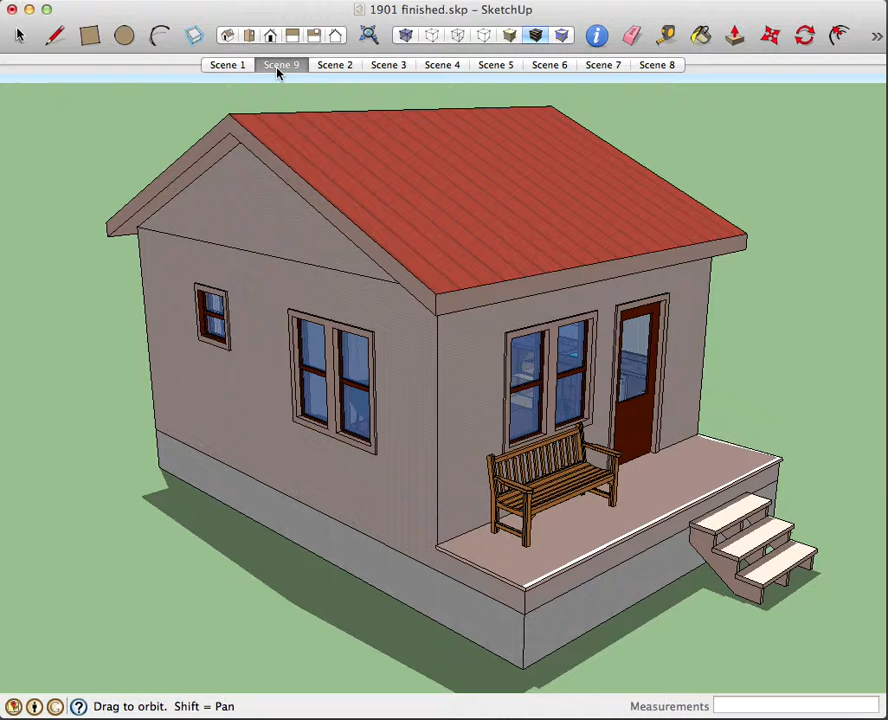 1901 finished.skp – SketchUp
Scene 1 Scene 9 Scene 2 Scene 3 Scene 4 Scene 5 Scene 6 Scene 7 Scene 8
Drag to orbit. Shift = Pan Measurements